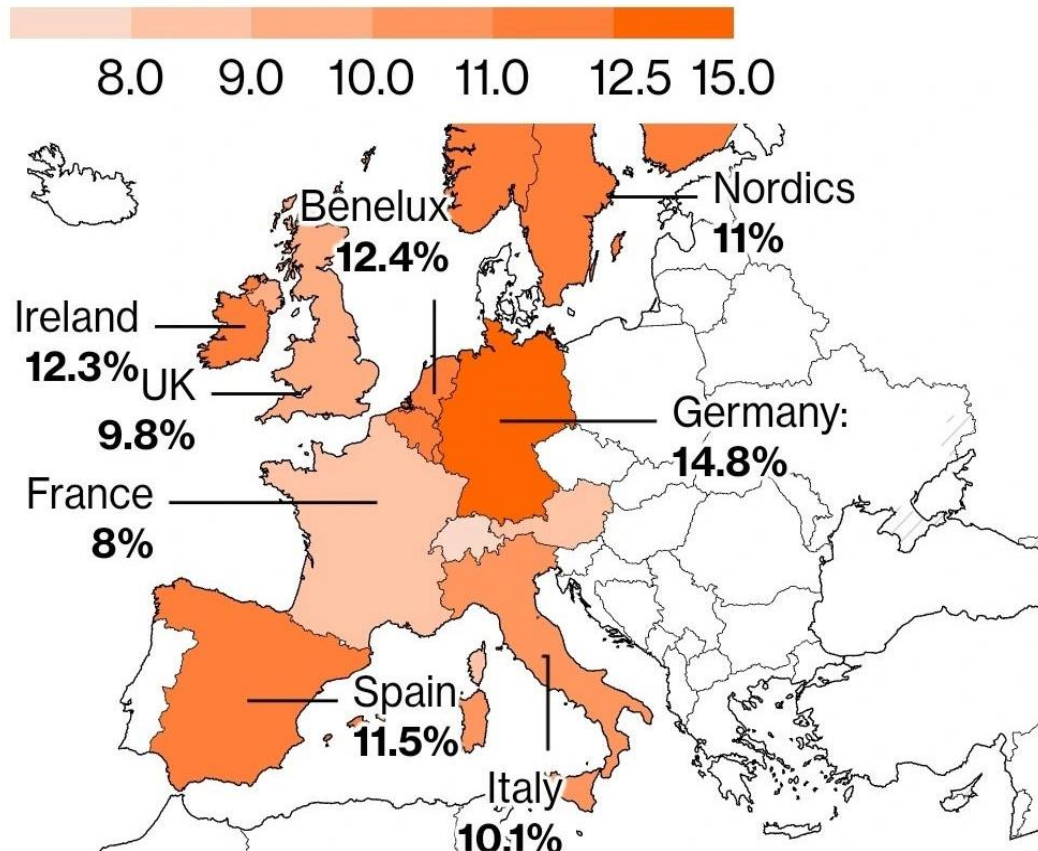 8.0 9.0 10.0 11.0 12.5 15.0
Nordics
11%
Benelux
12.4%
Ireland
12.3%
UK
9.8%
Germany:
14.8%
France
8%
Spain
11.5%
Italy
10.1%